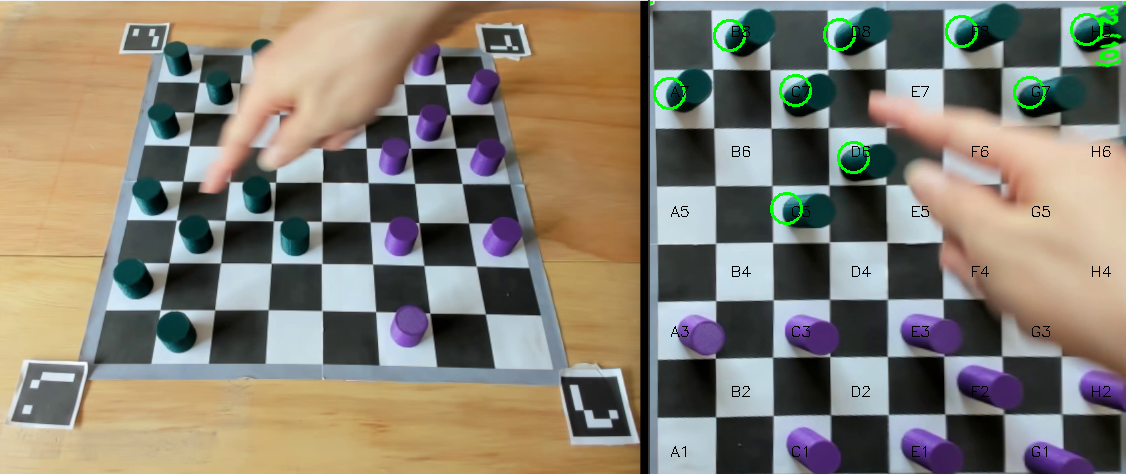 B8 D8 F8
A7 C7 E7 G7
B6 D6 F6 H6
A5 C5 E5 G5
B4 D4 F4 H4
A3 C3 E3 G3
B2 D2 F2 H2
A1 C1 E1 G1